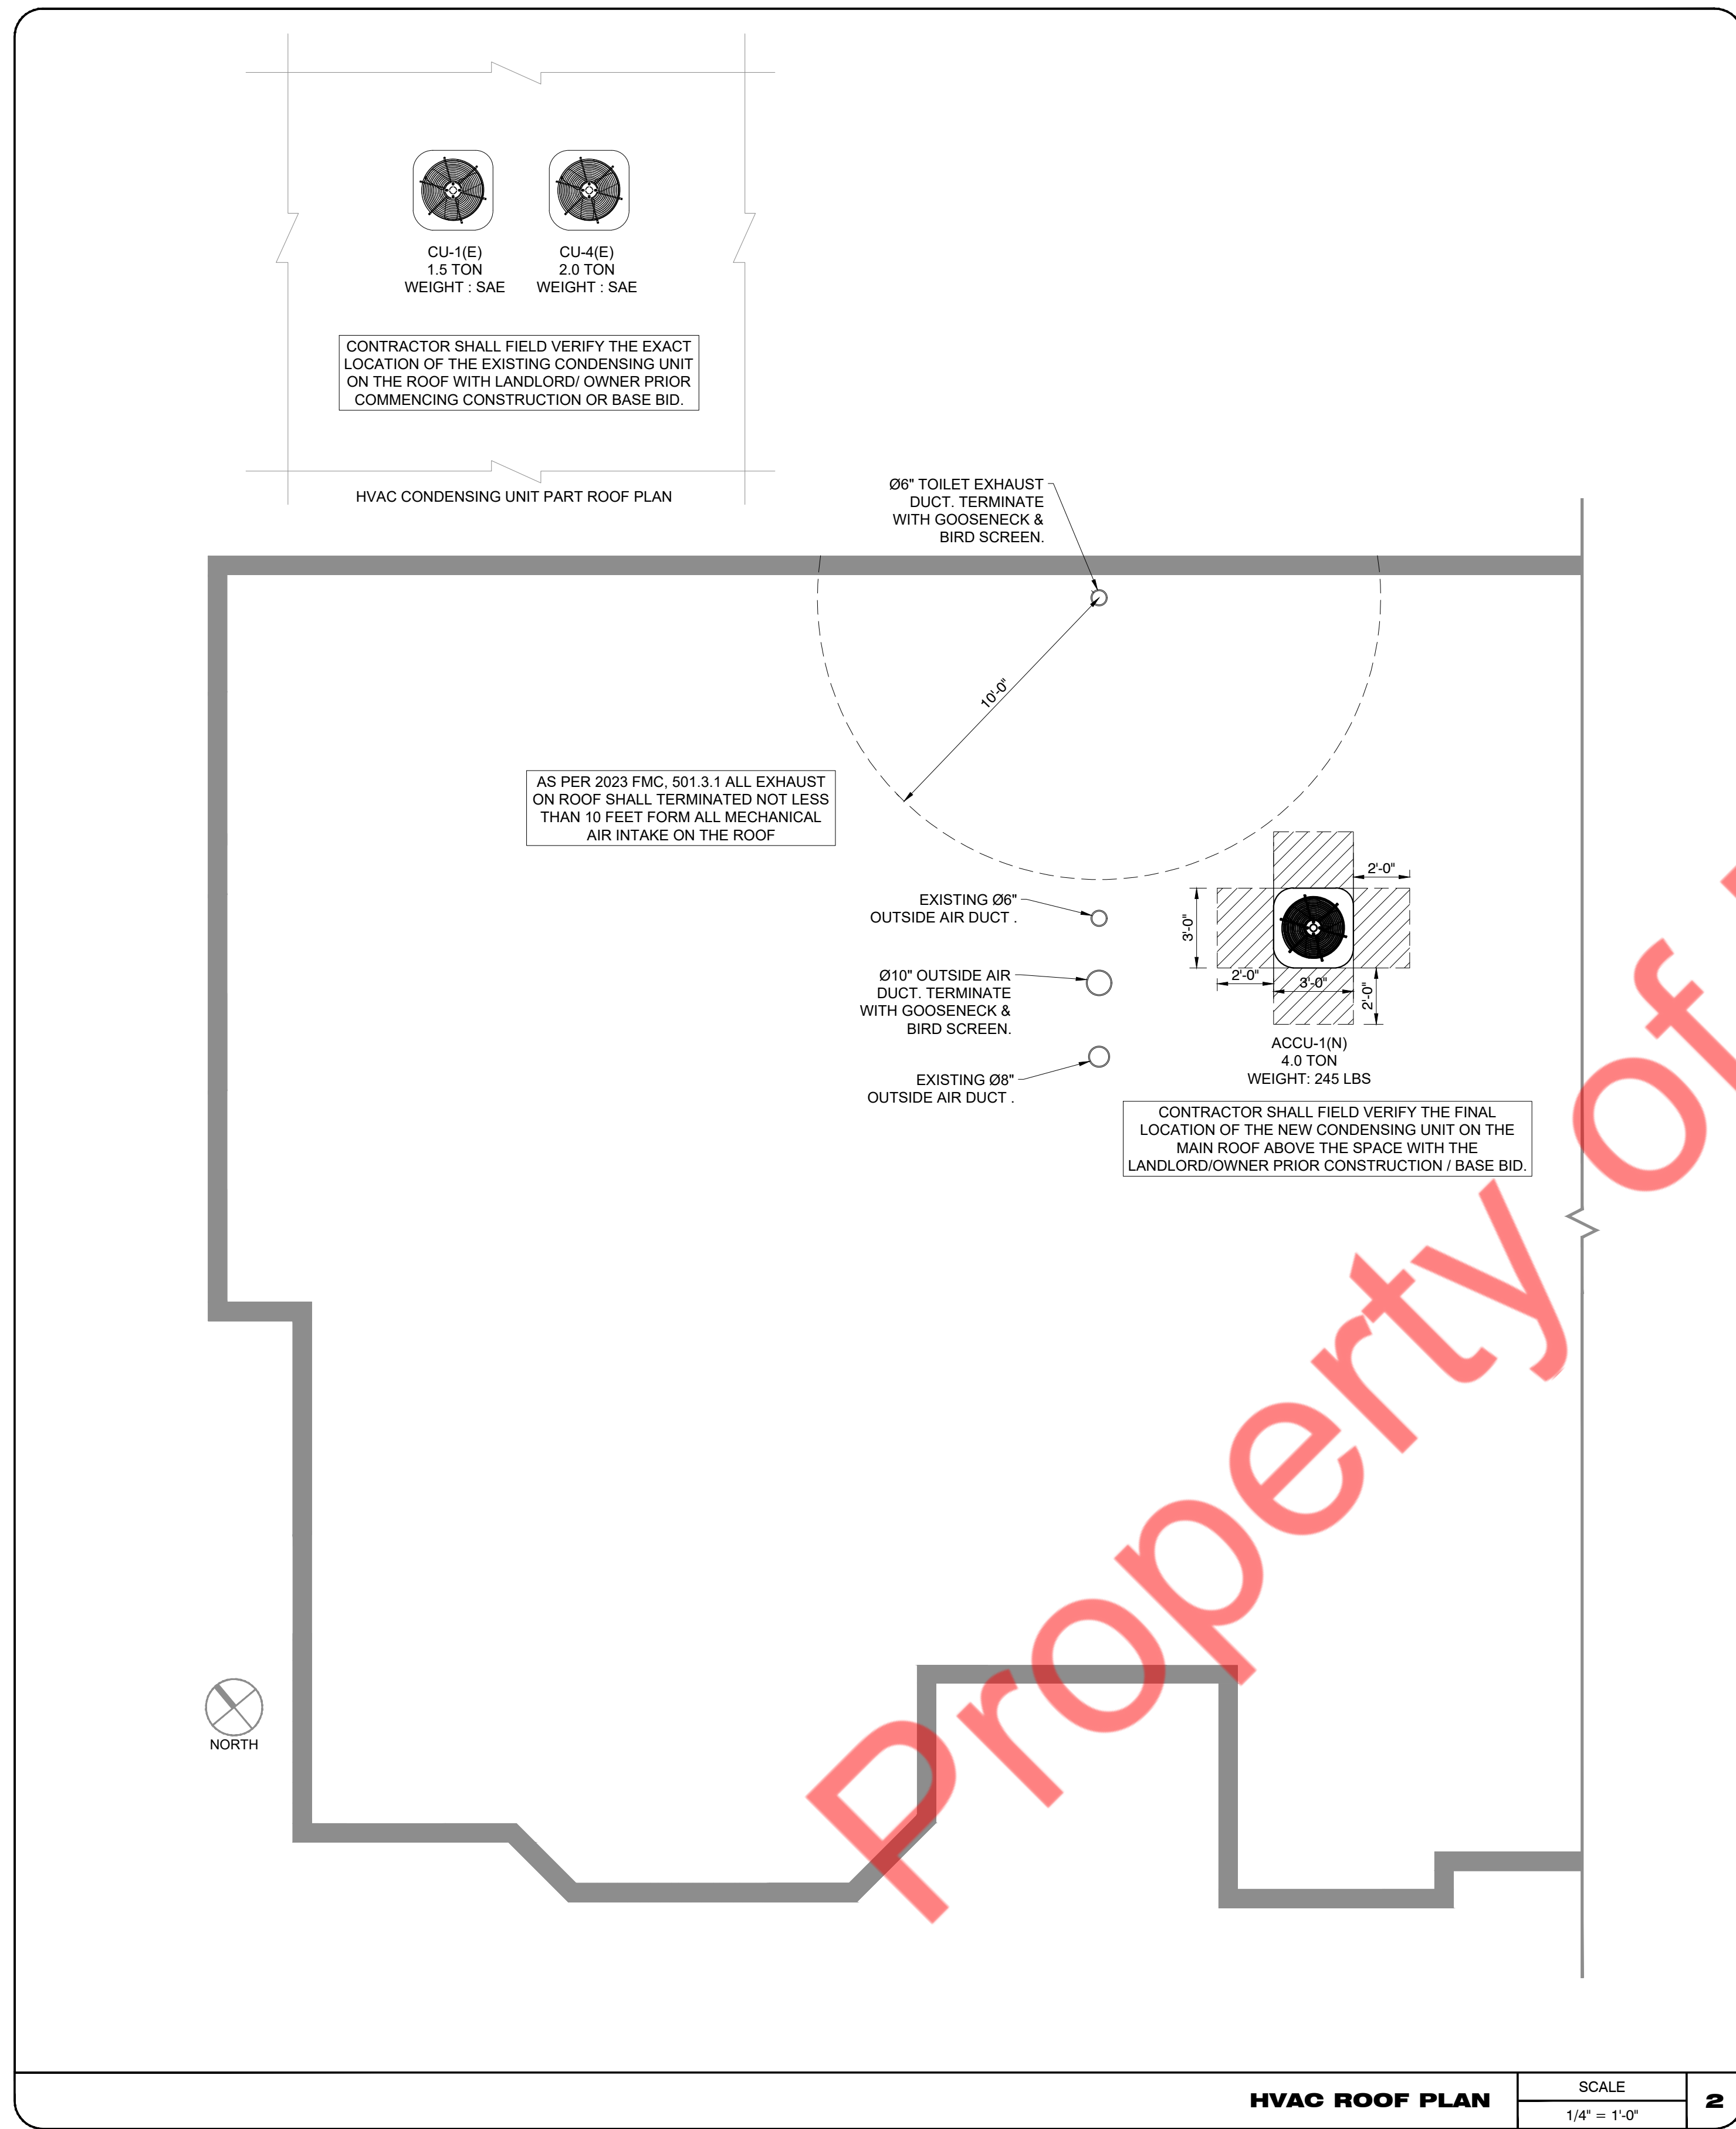 CU-1(E)
1.5 TON
WEIGHT : SAE
CU-4(E)
2.0 TON
WEIGHT : SAE
CONTRACTOR SHALL FIELD VERIFY THE EXACT
LOCATION OF THE EXISTING CONDENSING UNIT
ON THE ROOF WITH LANDLORD/ OWNER PRIOR
COMMENCING CONSTRUCTION OR BASE BID.
HVAC CONDENSING UNIT PART ROOF PLAN
Ø6" TOILET EXHAUST
DUCT. TERMINATE
WITH GOOSENECK &
BIRD SCREEN.
10'-0"
AS PER 2023 FMC, 501.3.1 ALL EXHAUST
ON ROOF SHALL TERMINATED NOT LESS
THAN 10 FEET FORM ALL MECHANICAL
AIR INTAKE ON THE ROOF
EXISTING Ø6"
OUTSIDE AIR DUCT .
Ø10" OUTSIDE AIR
DUCT. TERMINATE
WITH GOOSENECK &
BIRD SCREEN.
EXISTING Ø8"
OUTSIDE AIR DUCT .
2'-0"
3'-0"
2'-0"
3'-0"
2'-0"
ACCU-1(N)
4.0 TON
WEIGHT: 245 LBS
CONTRACTOR SHALL FIELD VERIFY THE FINAL
LOCATION OF THE NEW CONDENSING UNIT ON THE
MAIN ROOF ABOVE THE SPACE WITH THE
LANDLORD/OWNER PRIOR CONSTRUCTION / BASE BID.
Property of
NORTH
HVAC ROOF PLAN
SCALE
1/4" = 1'-0"
2